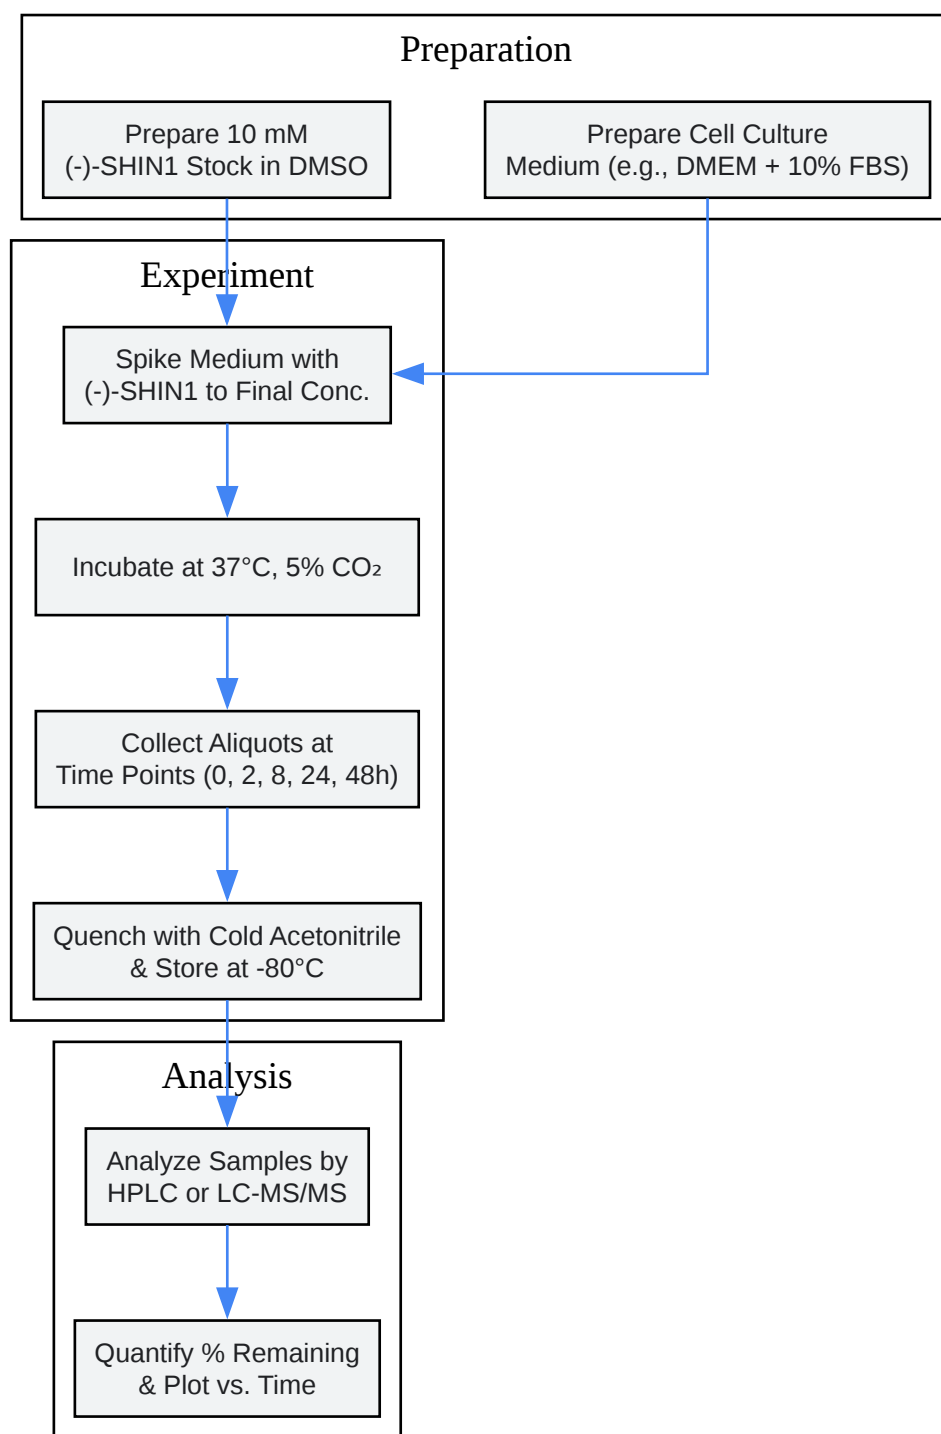 Preparation
Prepare 10 mM
(-)-SHIN1 Stock in DMSO
Prepare Cell Culture
Medium (e.g., DMEM + 10% FBS)
Experiment
Spike Medium with
(-)-SHIN1 to Final Conc.
Incubate at 37°C, 5% CO₂
Collect Aliquots at
Time Points (0, 2, 8, 24, 48h)
Quench with Cold Acetonitrile
& Store at -80°C
Analysis
Analyze Samples by
HPLC or LC-MS/MS
Quantify % Remaining
& Plot vs. Time